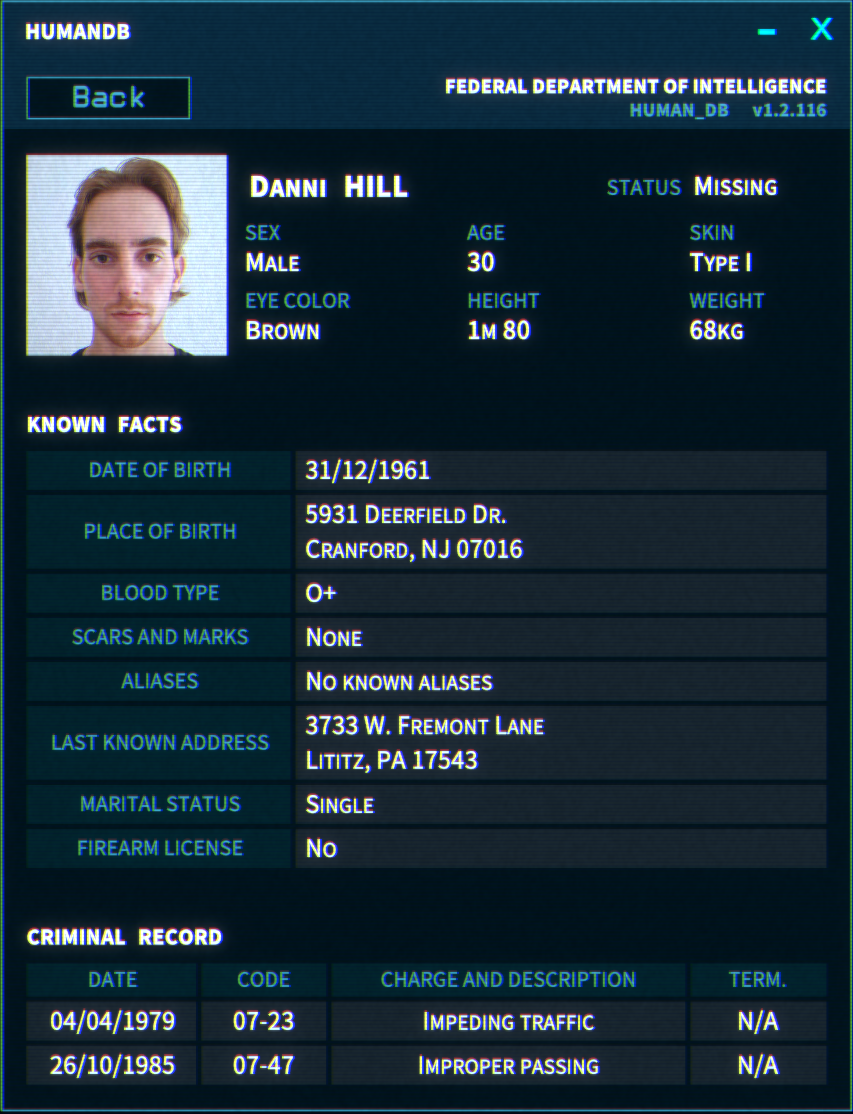 HUMANDB
– X
Back
FEDERAL DEPARTMENT OF INTELLIGENCE
HUMAN_DB v1.2.116
Danni HILL
STATUS Missing
SEX AGE SKIN
Male 30 Type I
EYE COLOR HEIGHT WEIGHT
Brown 1m 80 68kg
KNOWN FACTS
DATE OF BIRTH 31/12/1961
PLACE OF BIRTH 5931 Deerfield Dr.
Cranford, NJ 07016
BLOOD TYPE O+
SCARS AND MARKS None
ALIASES No known aliases
LAST KNOWN ADDRESS 3733 W. Fremont Lane
Lititz, PA 17543
MARITAL STATUS Single
FIREARM LICENSE No
CRIMINAL RECORD
DATE CODE CHARGE AND DESCRIPTION TERM.
04/04/1979 07-23 Impeding traffic N/A
26/10/1985 07-47 Improper passing N/A